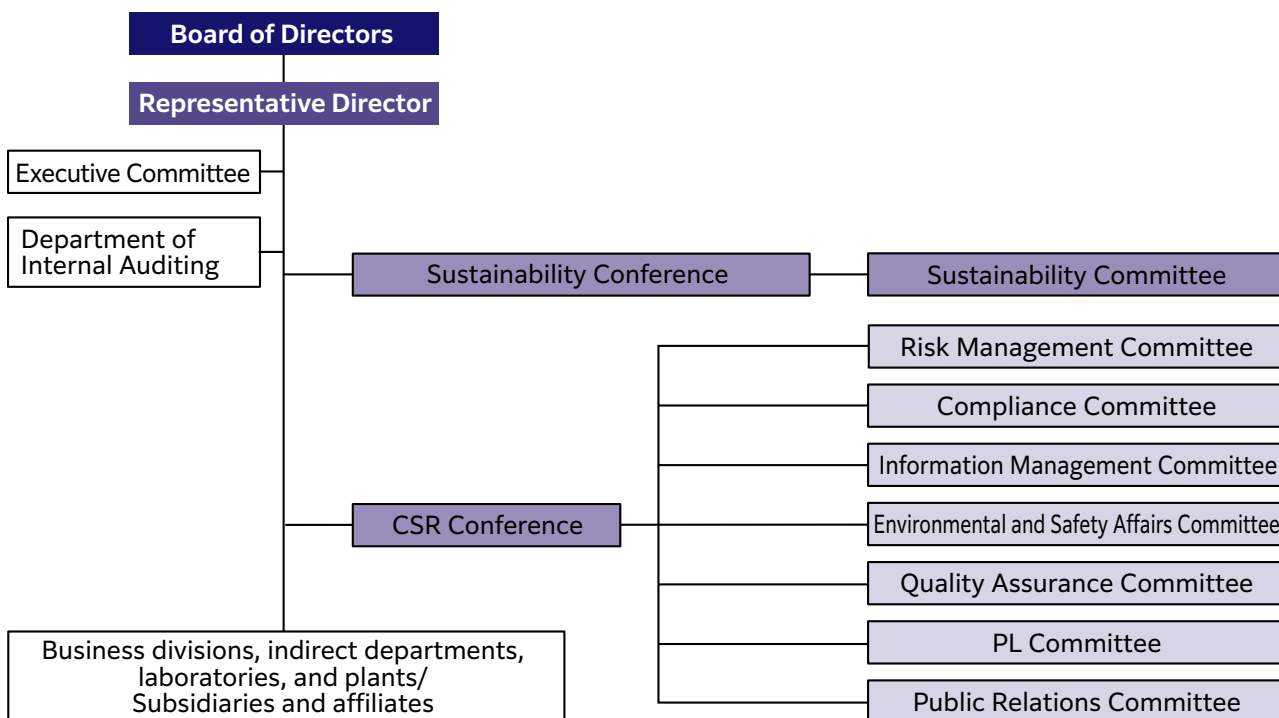 Board of Directors
Representative Director
Executive Committee
Department of
Internal Auditing
Sustainability Conference
Sustainability Committee
Risk Management Committee
Compliance Committee
Information Management Committee
CSR Conference
Environmental and Safety Affairs Committee
Quality Assurance Committee
PL Committee
Public Relations Committee
Business divisions, indirect departments,
laboratories, and plants/
Subsidiaries and affiliates